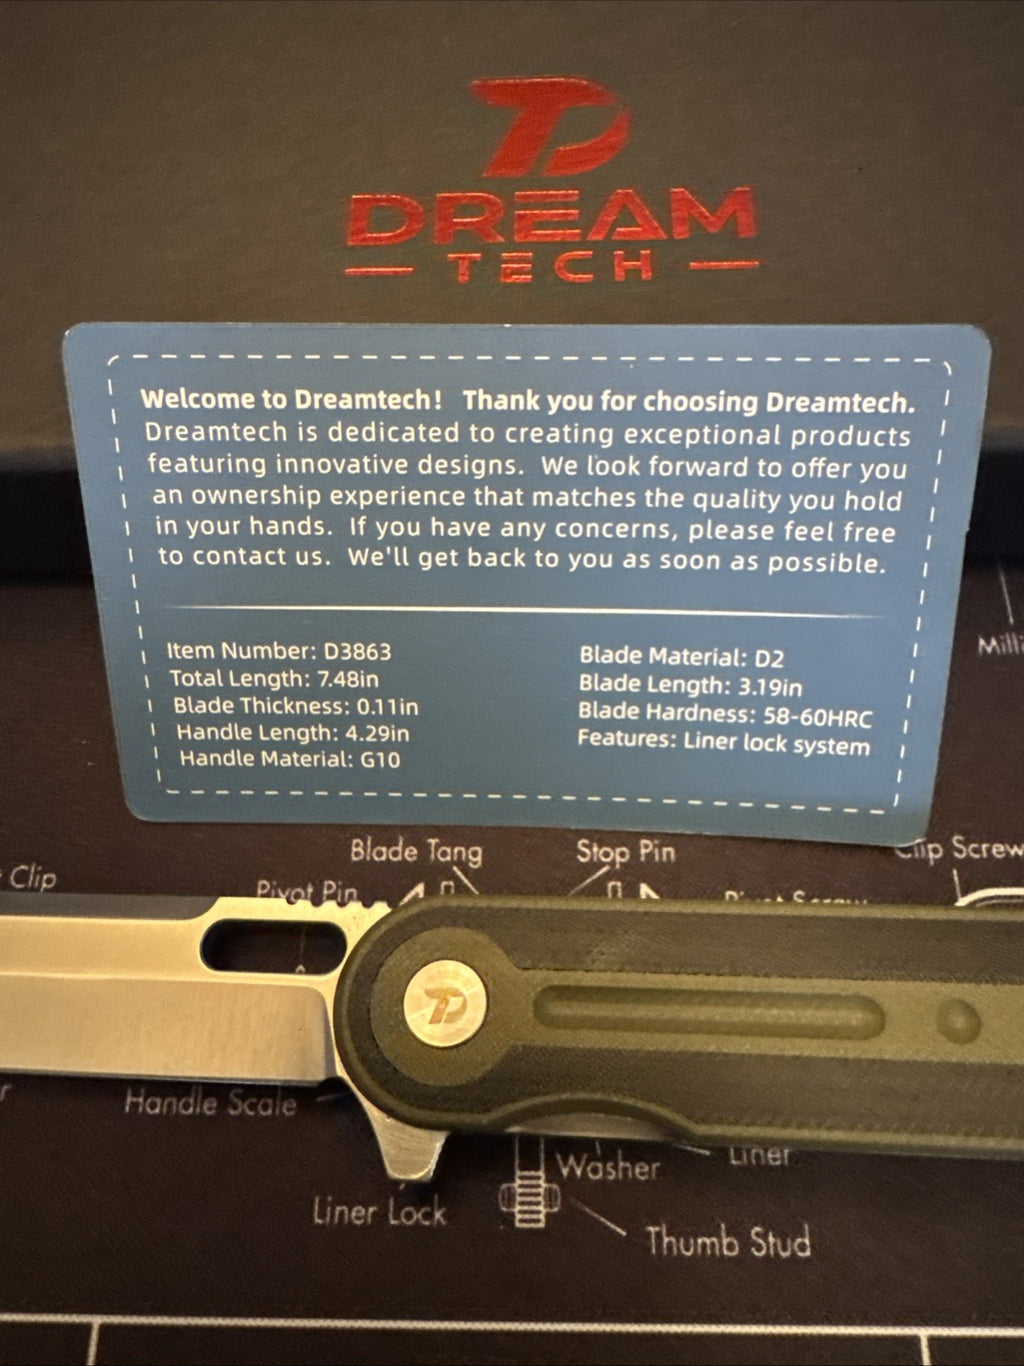 DREAM
TECH
Welcome to Dreamtech!  Thank you for choosing Dreamtech.
Dreamtech is dedicated to creating exceptional products
featuring innovative designs.  We look forward to offer you
an ownership experience that matches the quality you hold
in your hands.  If you have any concerns, please feel free
to contact us.  We'll get back to you as soon as possible.
Item Number: D3863
Total Length: 7.48in
Blade Thickness: 0.11in
Handle Length: 4.29in
Handle Material: G10
Blade Material: D2
Blade Length: 3.19in
Blade Hardness: 58-60HRC
Features: Liner lock system
Milli
Blade Tang
Stop Pin
Clip Screw
Clip
Pivot Pin
Pivot Screw
Handle Scale
Washer
Liner
Liner Lock
Thumb Stud